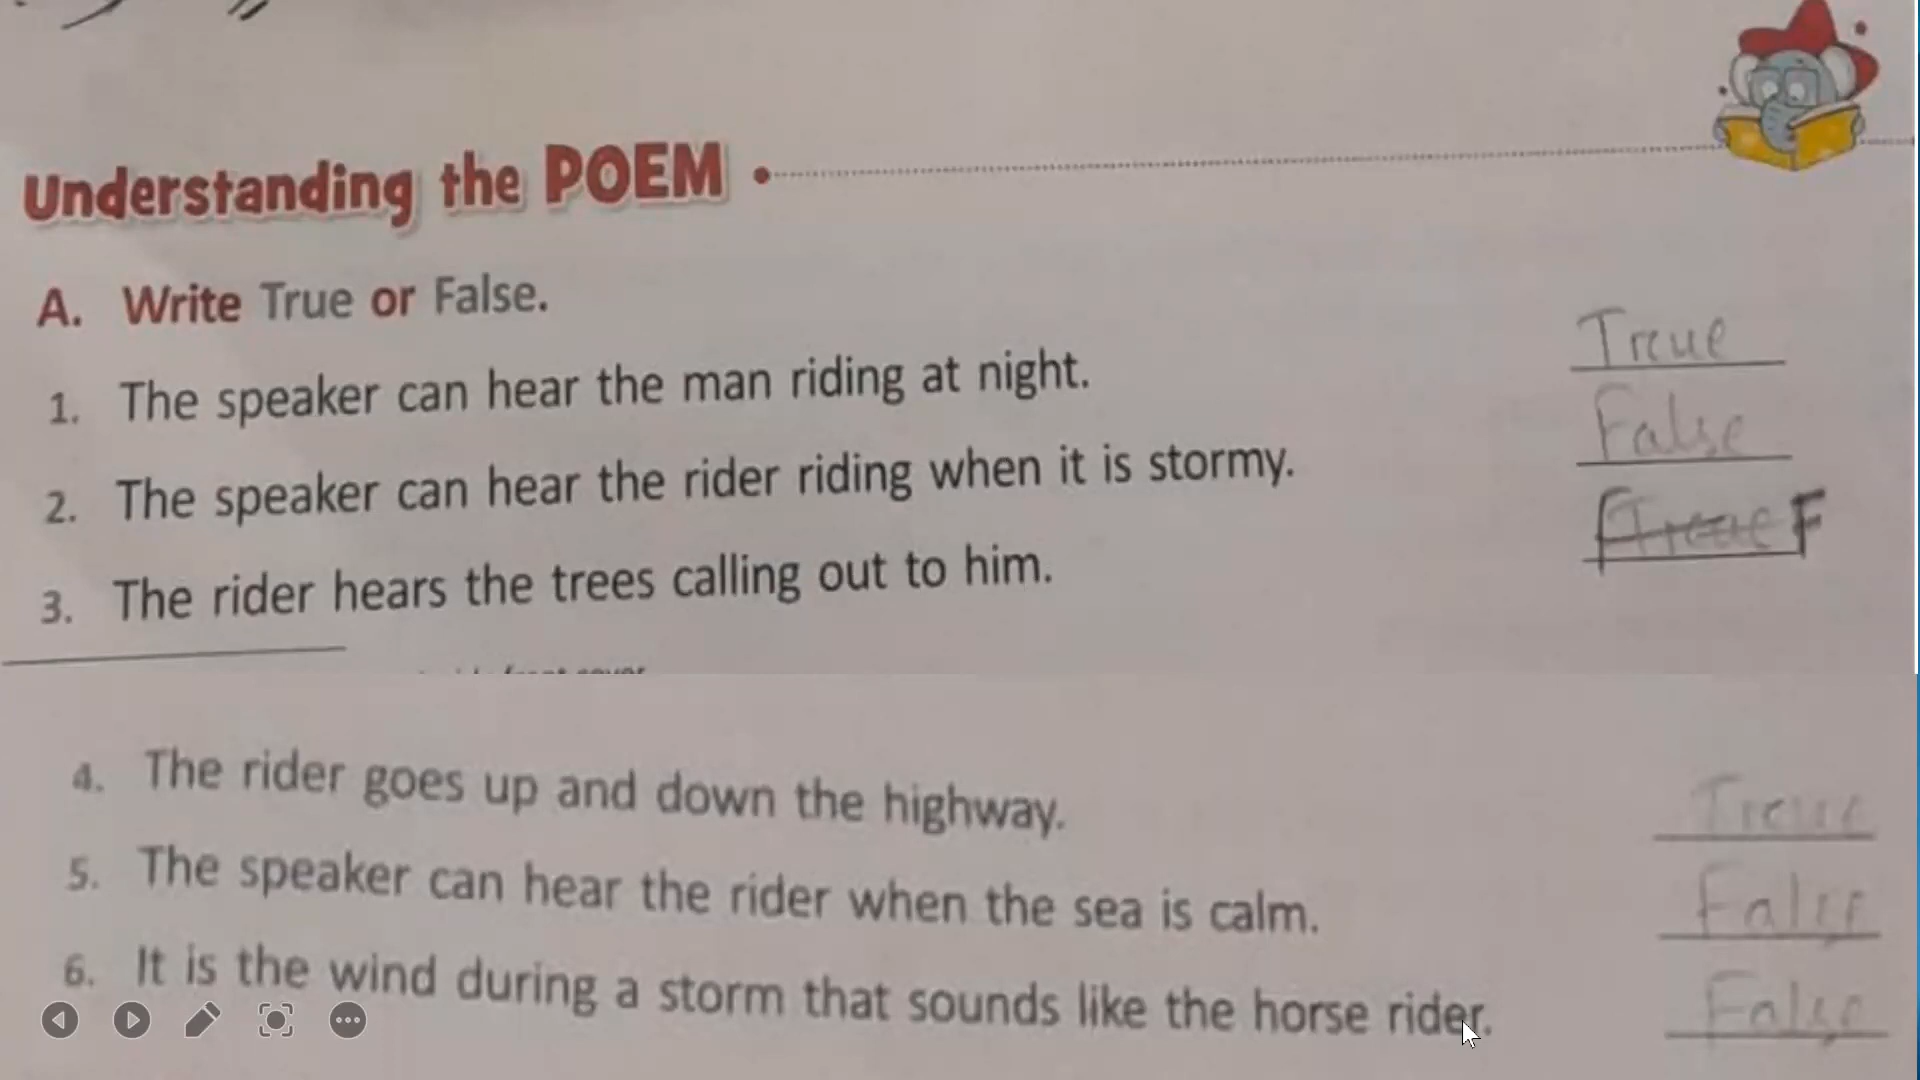 Understanding the POEM
A. Write True or False.
1. The speaker can hear the man riding at night. Treue
2. The speaker can hear the rider riding when it is stormy. False
3. The rider hears the trees calling out to him. F
4. The rider goes up and down the highway.
5. The speaker can hear the rider when the sea is calm. False
6. It is the wind during a storm that sounds like the horse rider. False